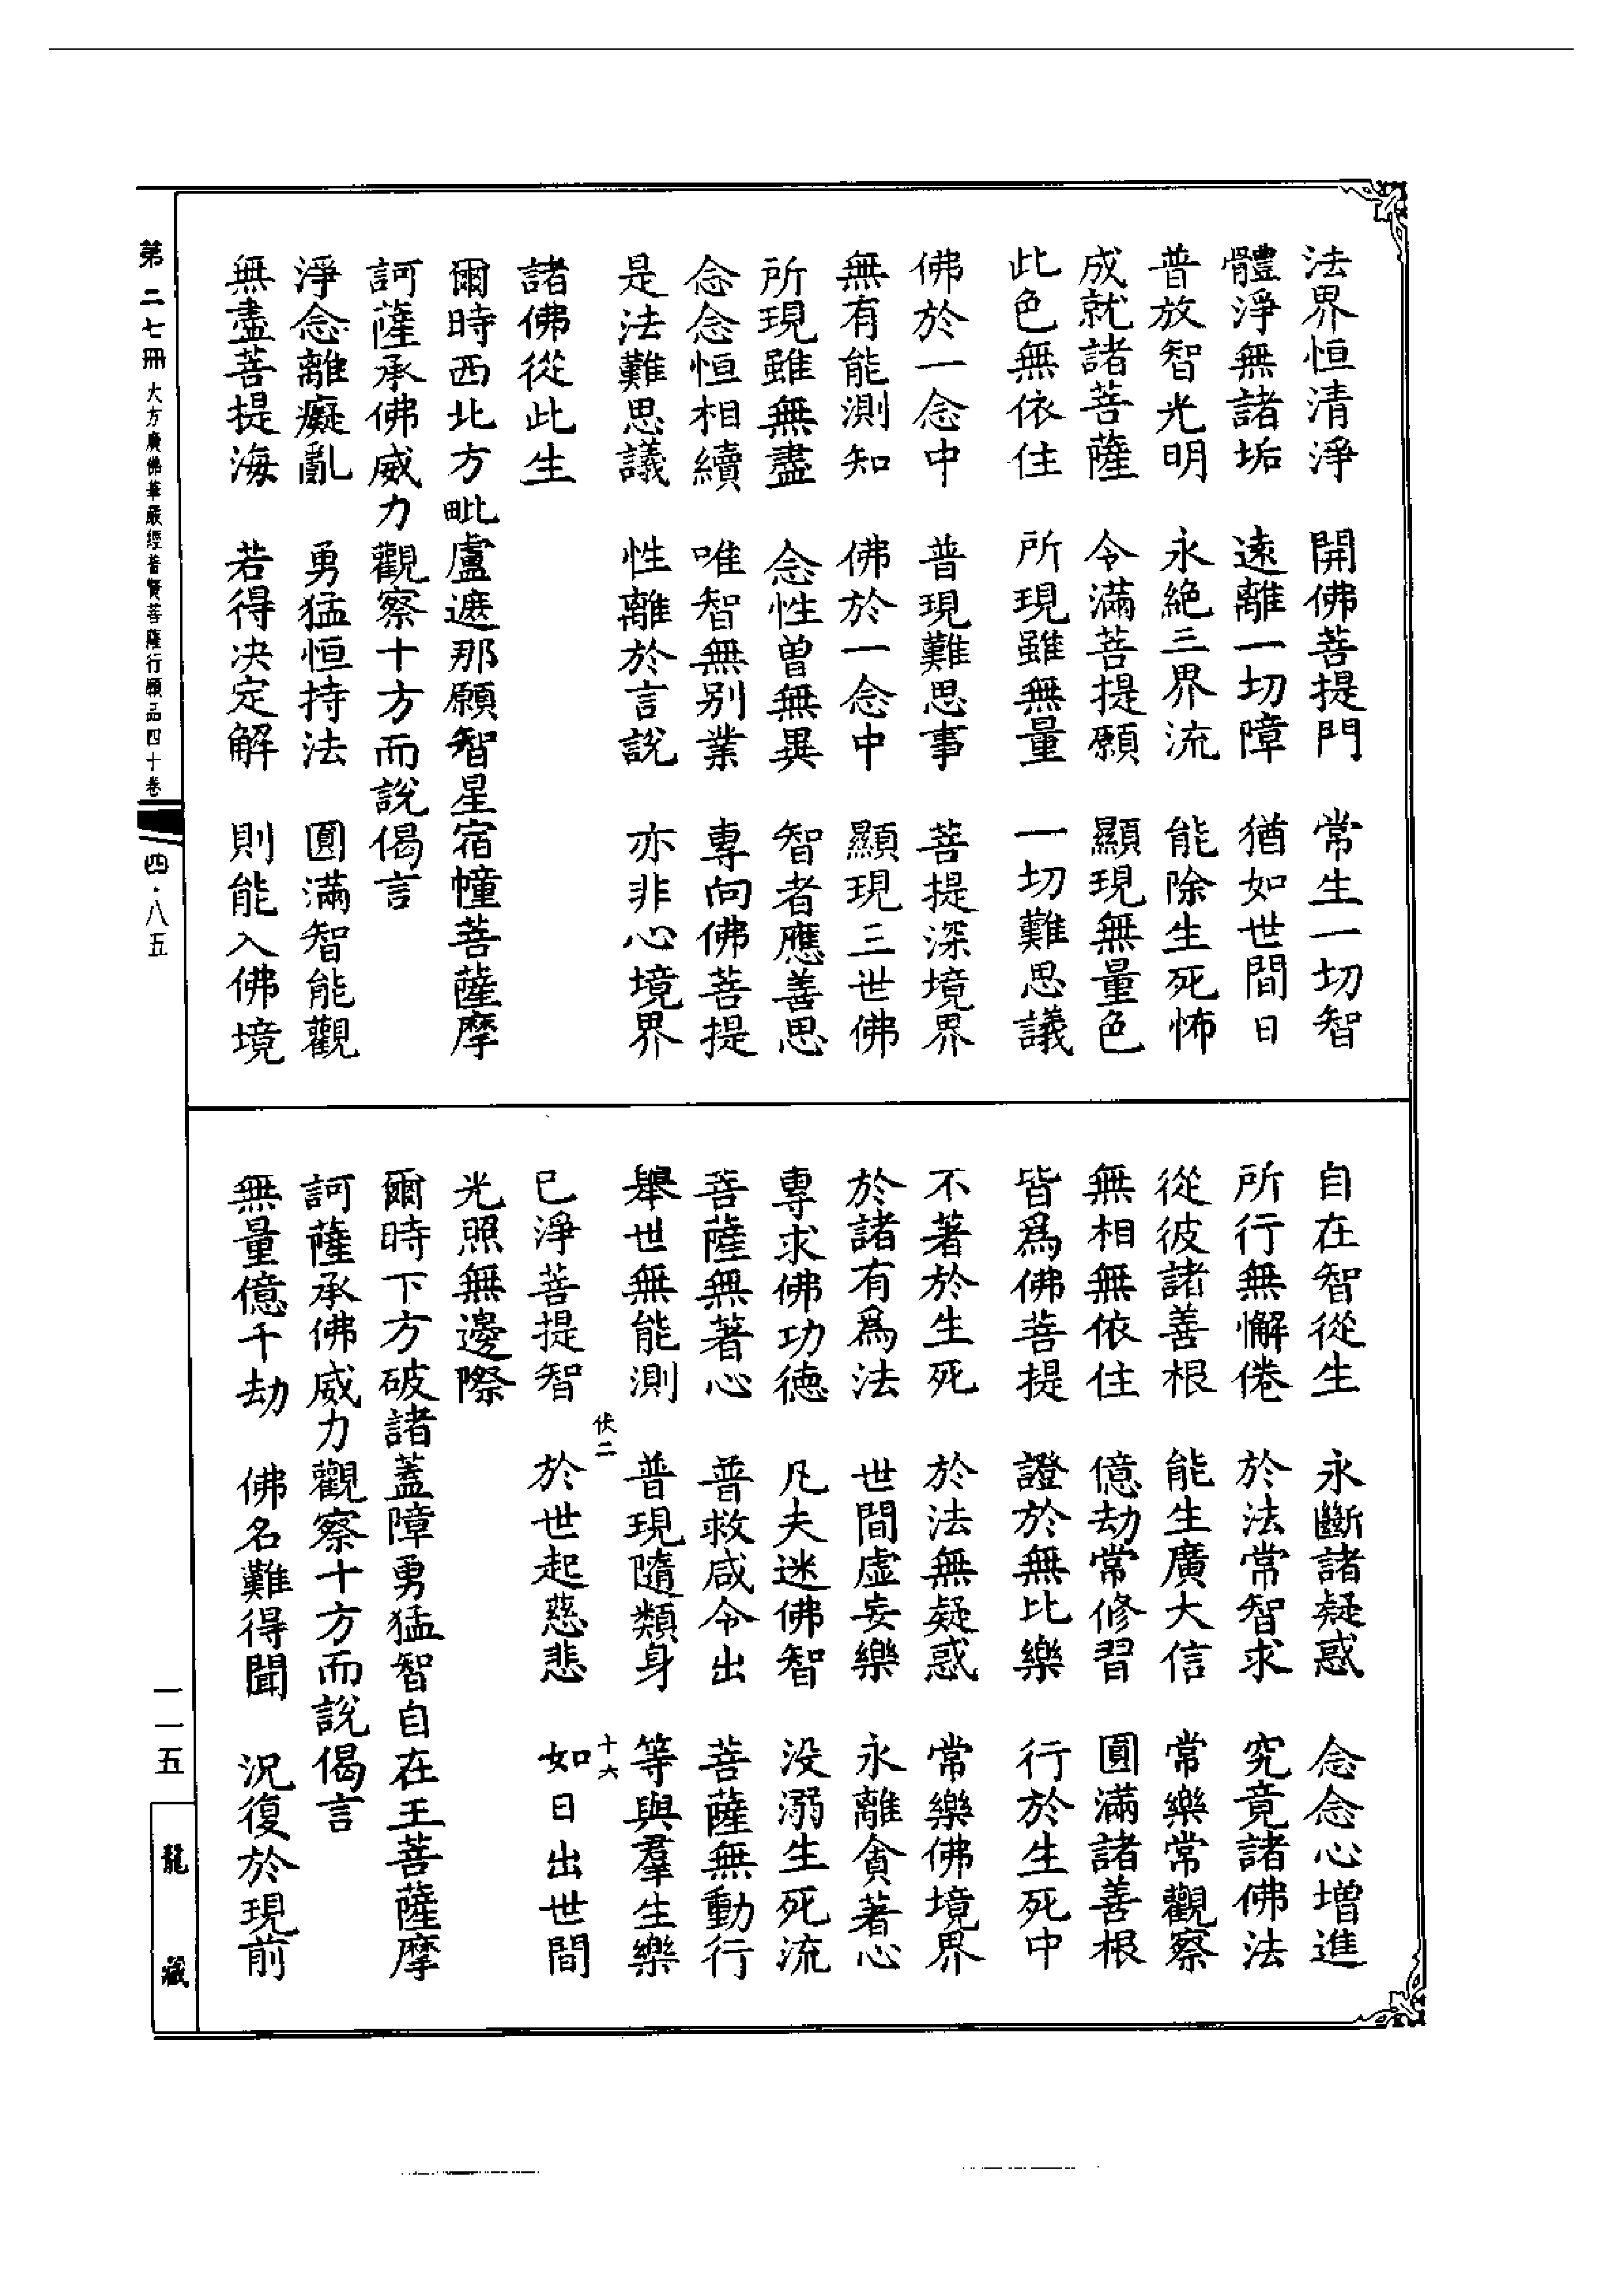 法界恒清淨　開佛菩提門　常生一切智
體淨無諸垢　遠離一切障　猶如世間日
普放智光明　永絕三界流　能除生死怖
成就諸菩薩　令滿菩提願　顯現無量色
此色無依住　所現雖無量　一切難思議
佛於一念中　普現難思事　菩提深境界
無有能測知　佛於一念中　顯現三世佛
所現雖無盡　念性曾無異　智者應善思
念念恒相續　唯智無別業　專向佛菩提
是法難思議　性離於言說　亦非心境界
諸佛從此生
爾時西北方毗盧遮那願智星宿幢菩薩摩
訶薩承佛威力觀察十方而說偈言
淨念離癡亂　勇猛恒持法　圓滿智能觀
無盡菩提海　若得决定解　則能入佛境
自在智從生　永斷諸疑惑　念念心增進
所行無懈倦　於法常智求　究竟諸佛法
從彼諸善根　能生廣大信　常樂常觀察
無相無依住　億劫常修習　圓滿諸善根
皆爲佛菩提　證於無比樂　行於生死中
不著於生死　於法無疑惑　常樂佛境界
於諸有爲法　世間虛妄樂　永離貪著心
專求佛功德　凡夫迷佛智　没溺生死流
菩薩無著心　普救咸令出　菩薩無動行
舉世無能測　普現隨類身　等與羣生樂
伏二　十六
已淨菩提智　於世起慈悲　如日出世間
光照無邊際
爾時下方破諸蓋障勇猛智自在王菩薩摩
訶薩承佛威力觀察十方而說偈言
無量億千劫　佛名難得聞　況復於現前
第二七冊　大方廣佛華嚴經普賢菩薩行願品四十卷　四·八五
一一五
龍藏